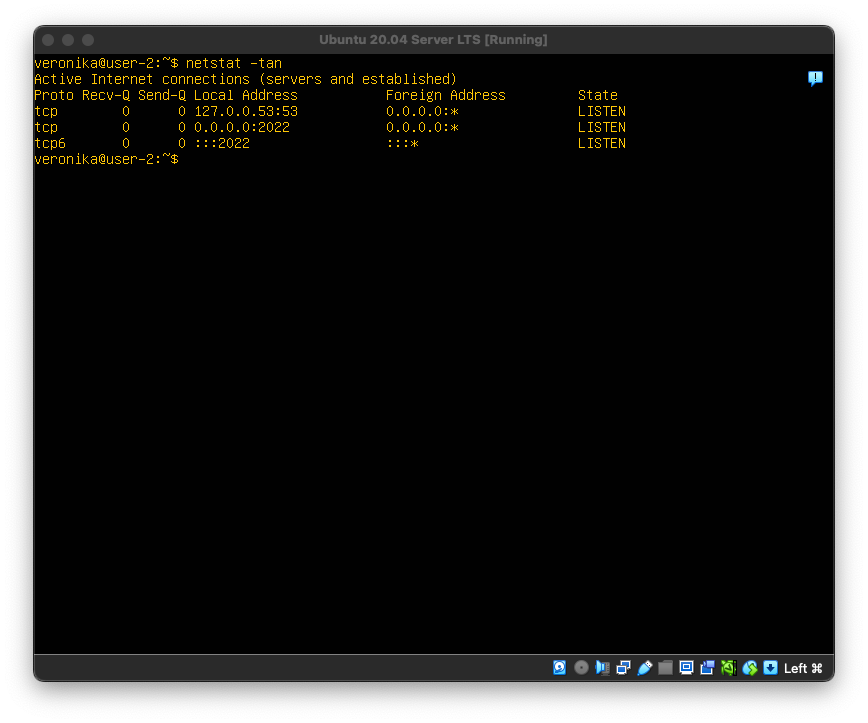 Ubuntu 20.04 Server LTS [Running]
veronika@user-2:~$ netstat -tan
Active Internet connections (servers and established)
Proto Recv-Q Send-Q Local Address           Foreign Address         State
tcp        0      0 127.0.0.53:53           0.0.0.0:*               LISTEN
tcp        0      0 0.0.0.0:2022            0.0.0.0:*               LISTEN
tcp6       0      0 :::2022                 :::*                    LISTEN
veronika@user-2:~$
Left ⌘